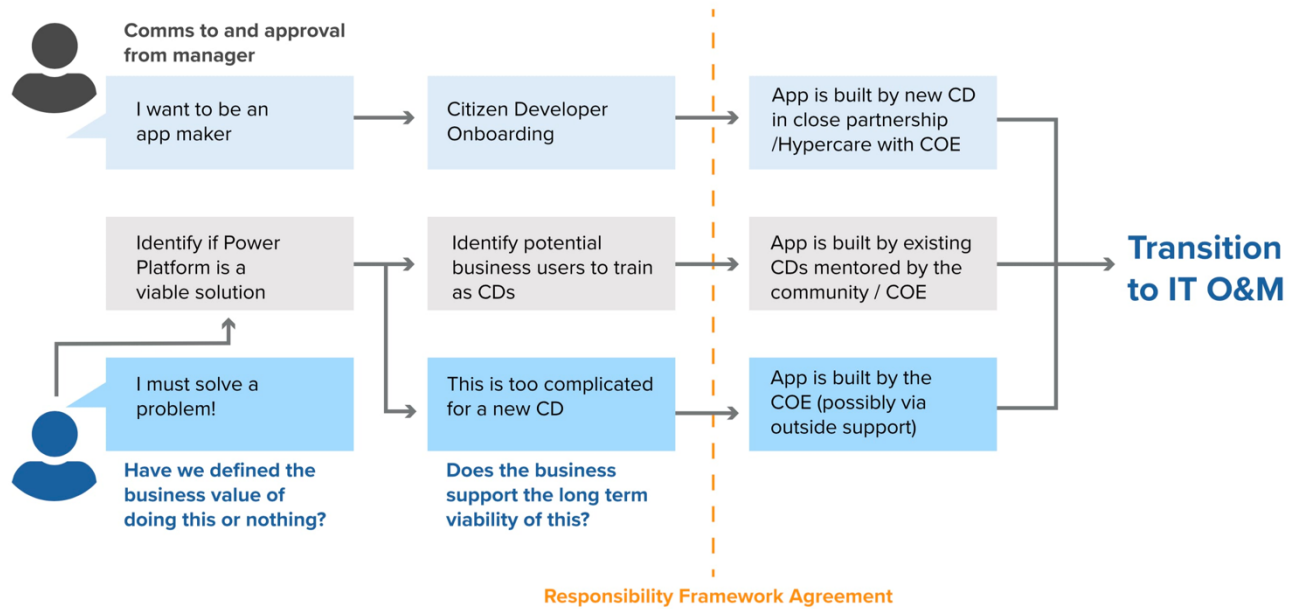 Comms to and approval
from manager
I want to be an
app maker
Citizen Developer
Onboarding
App is built by new CD
in close partnership
/Hypercare with COE
Identify if Power
Platform is a
viable solution
Identify potential
business users to train
as CDs
App is built by existing
CDs mentored by the
community / COE
Transition
to IT O&M
I must solve a
problem!
This is too complicated
for a new CD
App is built by the
COE (possibly via
outside support)
Have we defined the
business value of
doing this or nothing?
Does the business
support the long term
viability of this?
Responsibility Framework Agreement